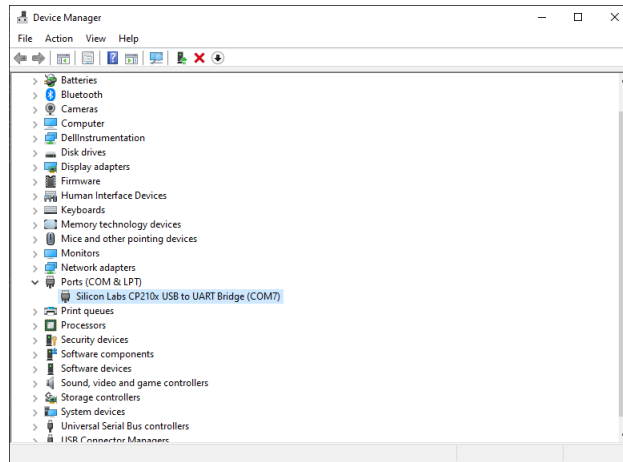 Device Manager
File Action View Help
Batteries
Bluetooth
Cameras
Computer
DellInstrumentation
Disk drives
Display adapters
Firmware
Human Interface Devices
Keyboards
Memory technology devices
Mice and other pointing devices
Monitors
Network adapters
Ports (COM & LPT)
Silicon Labs CP210x USB to UART Bridge (COM7)
Print queues
Processors
Security devices
Software components
Software devices
Sound, video and game controllers
Storage controllers
System devices
Universal Serial Bus controllers
USB Connector Managers